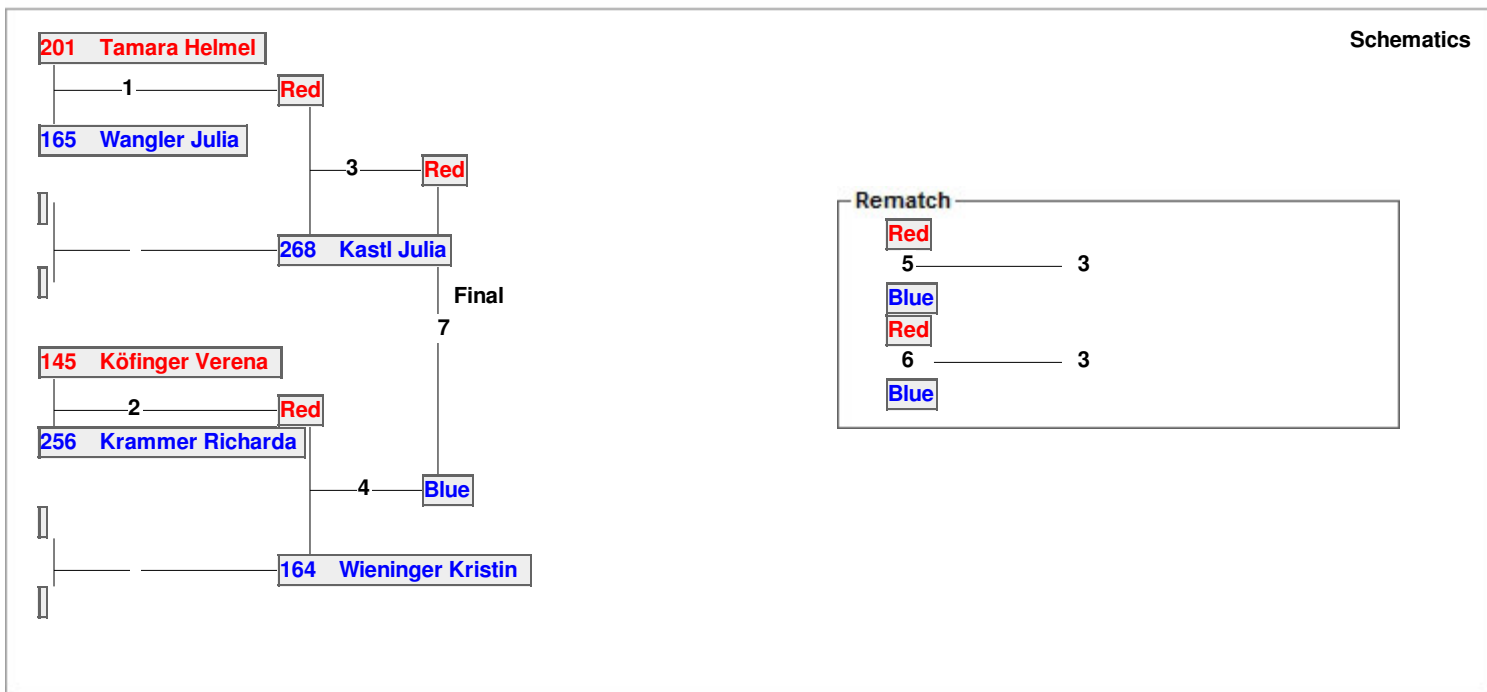 Schematics
201 Tamara Helmel
1
Red
165 Wangler Julia
3
Red
268 Kastl Julia
Final
7
145 Köfinger Verena
2
Red
256 Krammer Richarda
4
Blue
164 Wieninger Kristin
Rematch
Red
5 3
Blue
Red
6 3
Blue